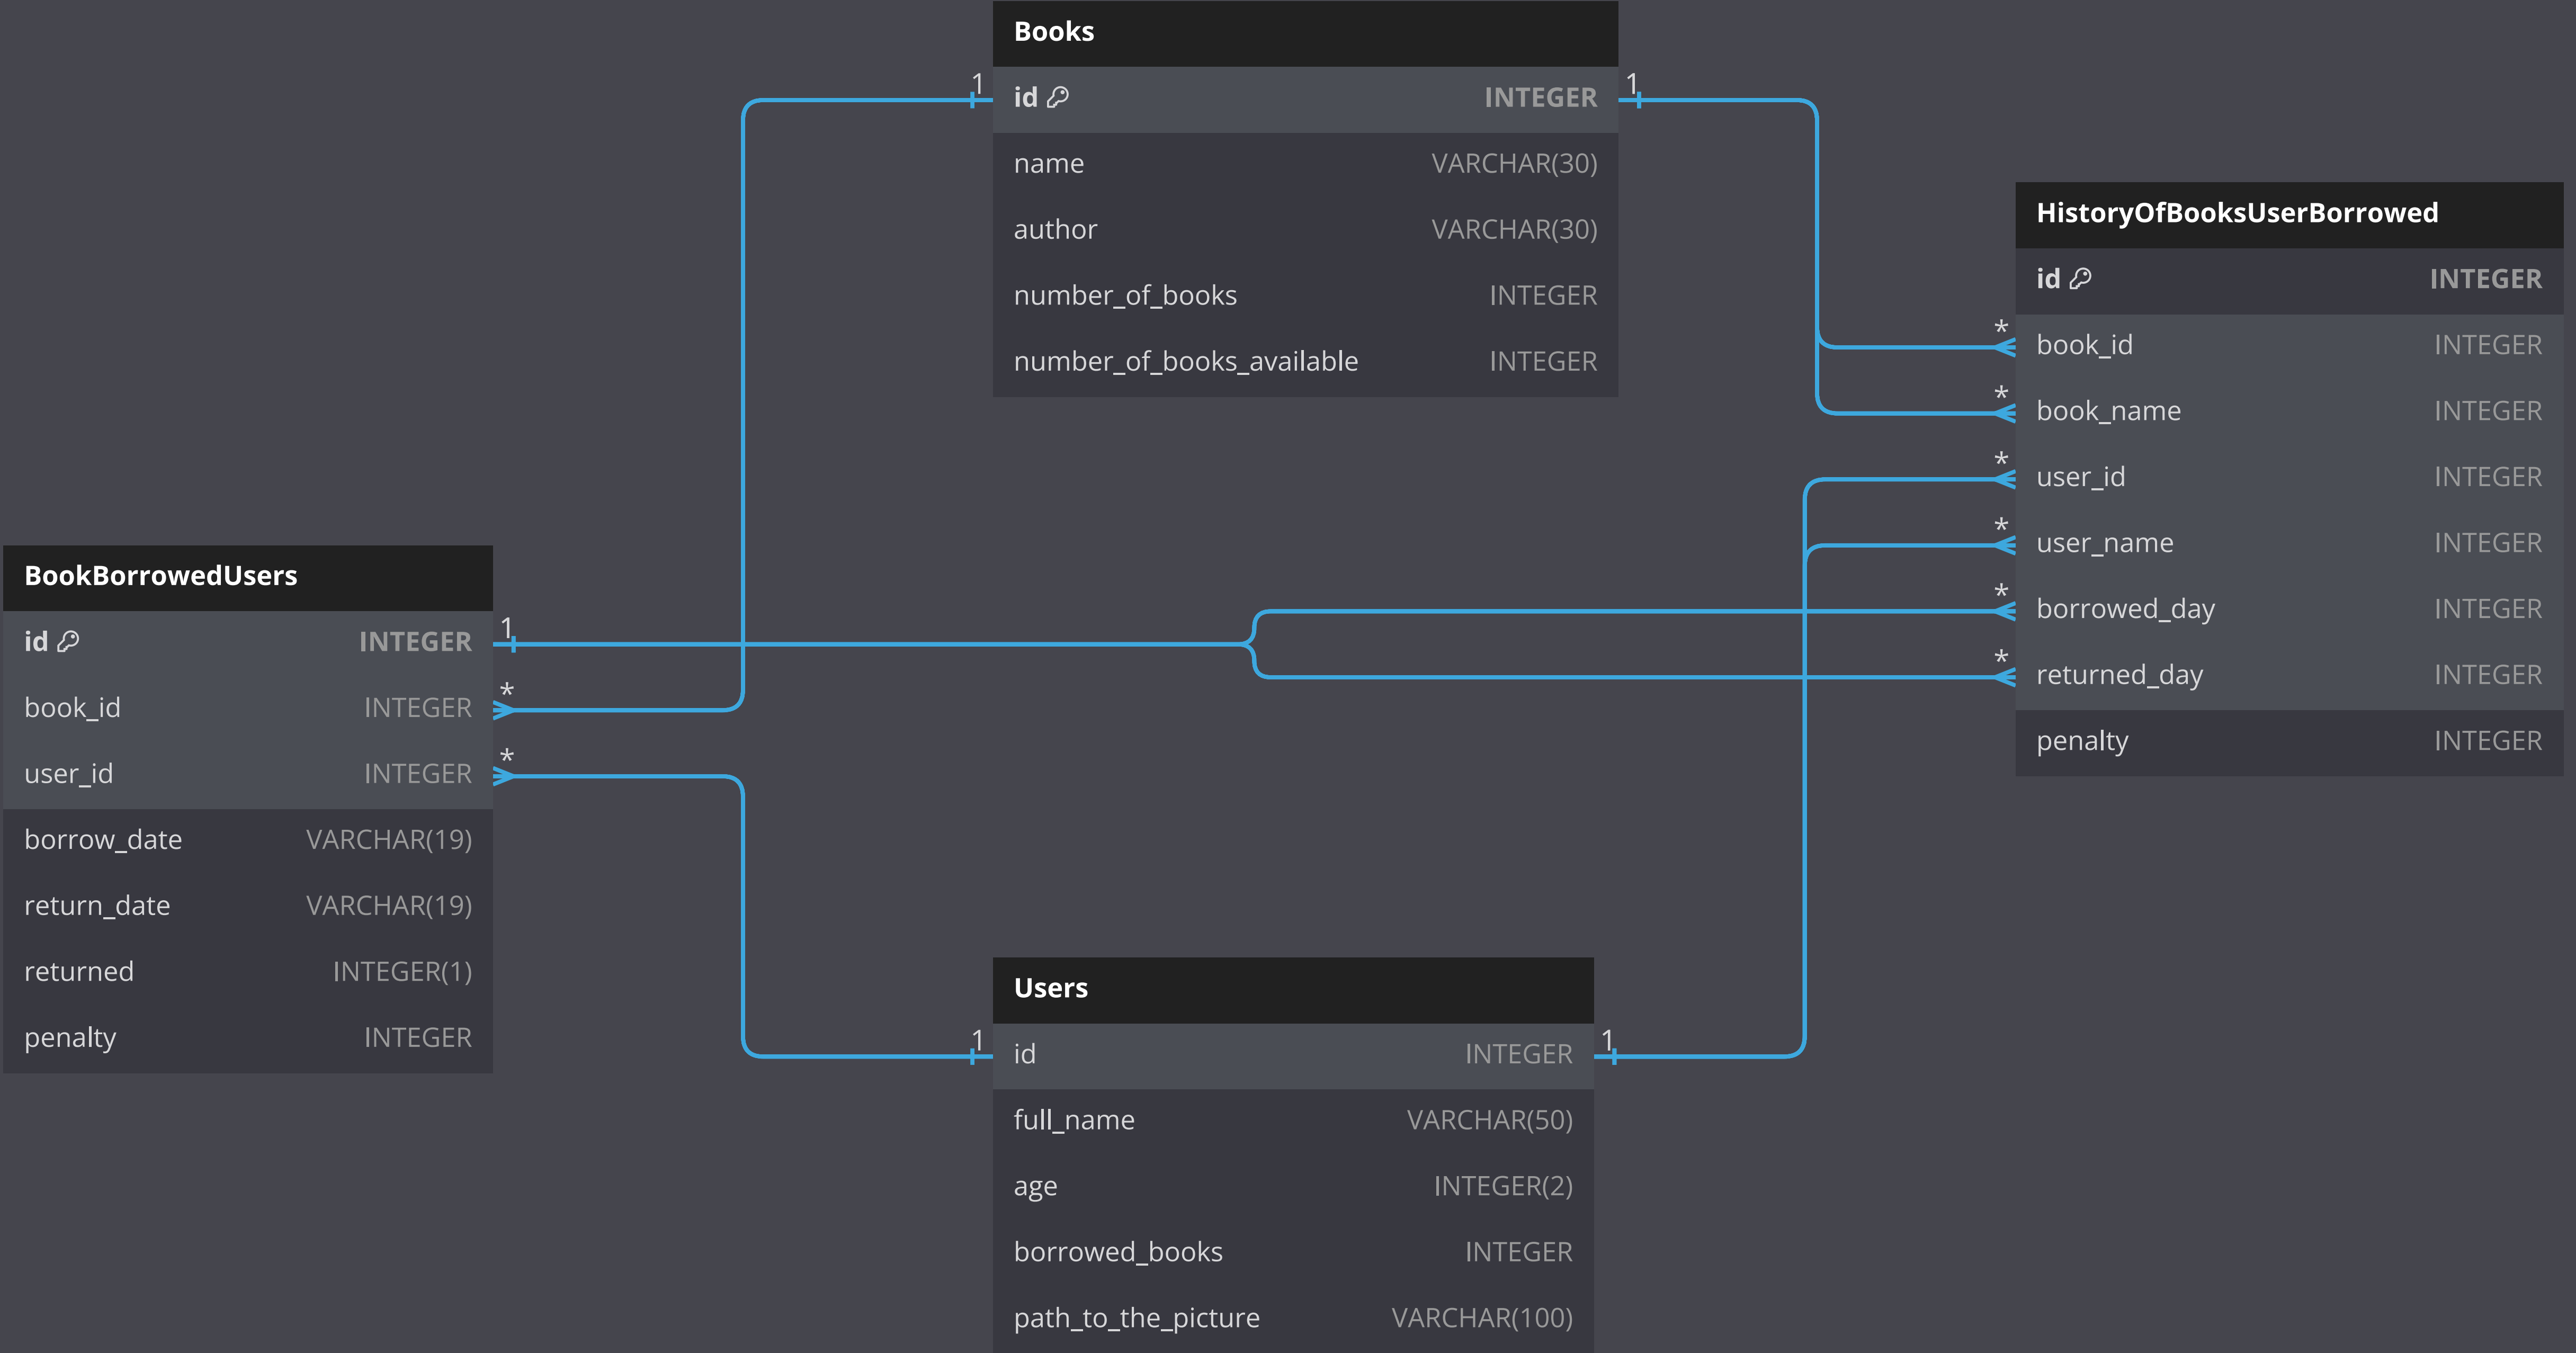 Books
1
1
id INTEGER
name VARCHAR(30)
author VARCHAR(30)
number_of_books INTEGER
number_of_books_available INTEGER
HistoryOfBooksUserBorrowed
id INTEGER
* book_id INTEGER
* book_name INTEGER
* user_id INTEGER
* user_name INTEGER
* borrowed_day INTEGER
* returned_day INTEGER
penalty INTEGER
BookBorrowedUsers
id INTEGER 1
book_id INTEGER *
user_id INTEGER *
borrow_date VARCHAR(19)
return_date VARCHAR(19)
returned INTEGER(1)
penalty INTEGER
Users
1
1
id INTEGER
full_name VARCHAR(50)
age INTEGER(2)
borrowed_books INTEGER
path_to_the_picture VARCHAR(100)